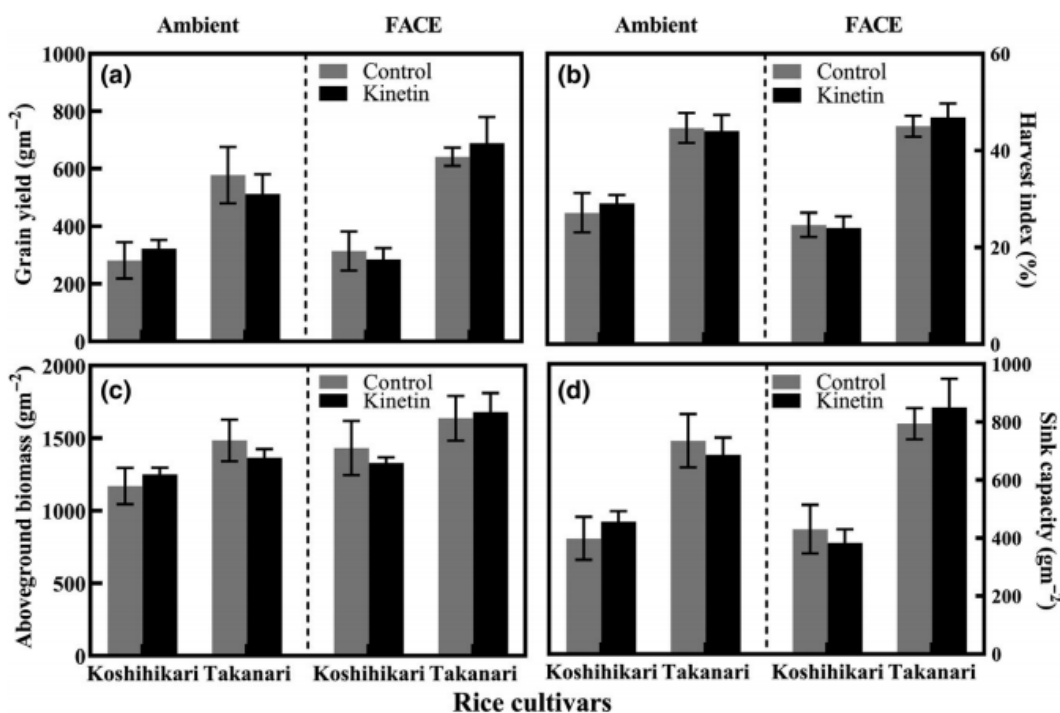 Ambient FACE Ambient FACE
(a) Control Kinetin
Grain yield (gm⁻²)
1000
800
600
400
200
0
(b) Control Kinetin
Harvest index (%)
60
40
20
0
(c) Control Kinetin
Aboveground biomass (gm⁻²)
2000
1500
1000
500
0
(d) Control Kinetin
Sink capacity (gm⁻²)
1000
800
600
400
200
0
Koshihikari Takanari Koshihikari Takanari Koshihikari Takanari Koshihikari Takanari
Rice cultivars